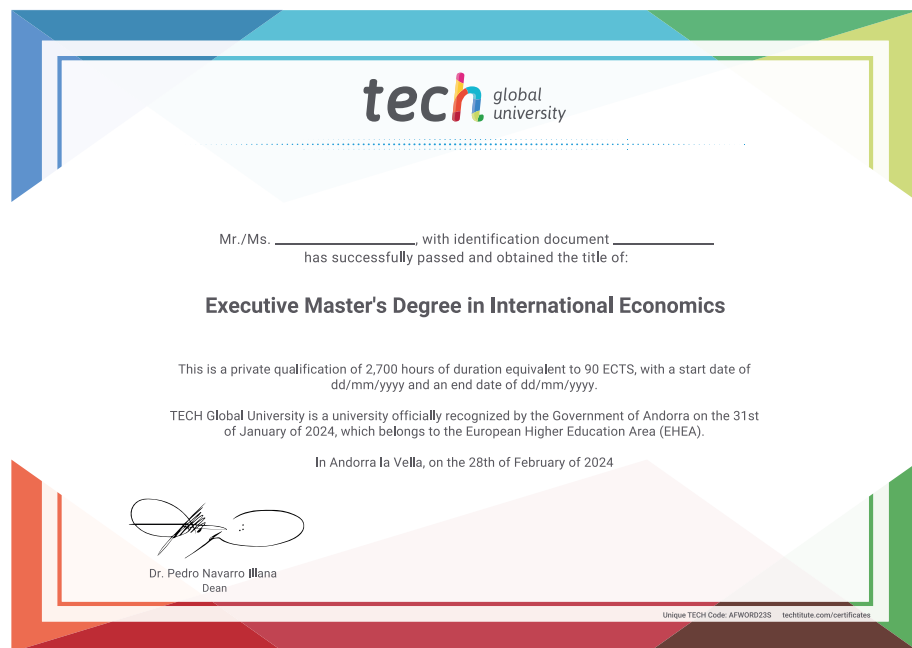 tech global
university
Mr./Ms. ________________, with identification document ____________
has successfully passed and obtained the title of:
Executive Master's Degree in International Economics
This is a private qualification of 2,700 hours of duration equivalent to 90 ECTS, with a start date of
dd/mm/yyyy and an end date of dd/mm/yyyy.
TECH Global University is a university officially recognized by the Government of Andorra on the 31st
of January of 2024, which belongs to the European Higher Education Area (EHEA).
In Andorra la Vella, on the 28th of February of 2024
Dr. Pedro Navarro Illana
Dean
Unique TECH Code: AFWORD23S techtitute.com/certificates